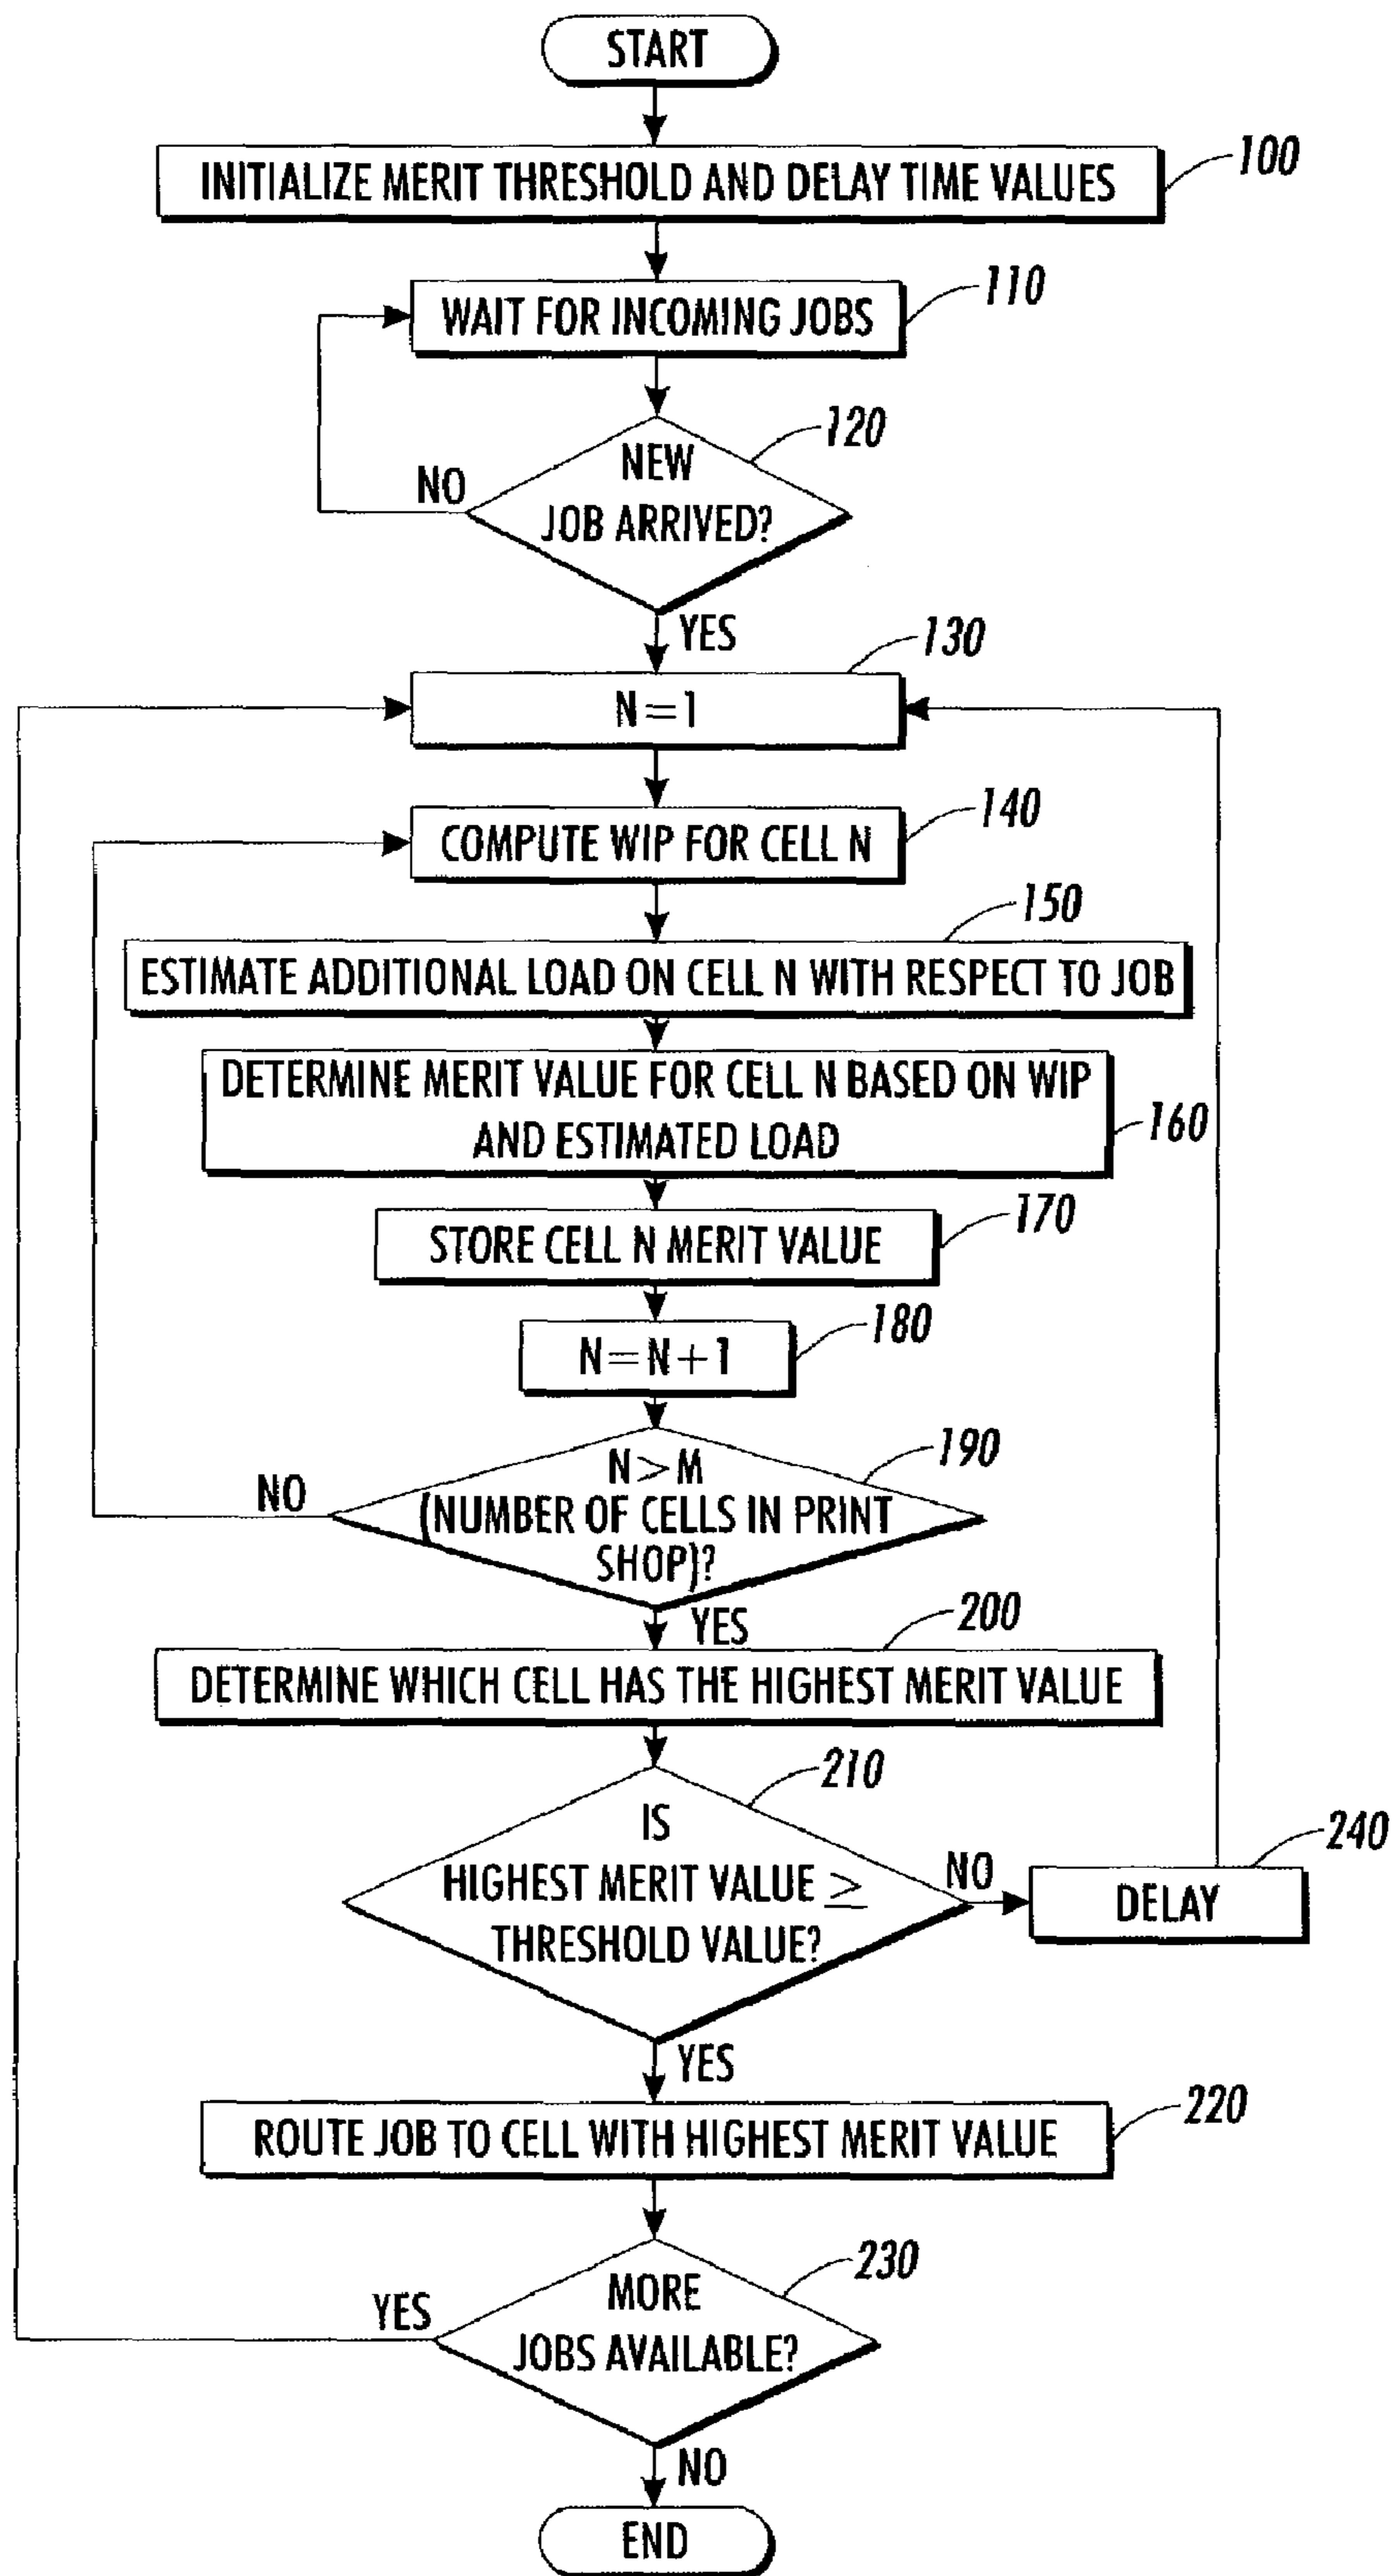 START
INITIALIZE MERIT THRESHOLD AND DELAY TIME VALUES
100
WAIT FOR INCOMING JOBS
110
120
NEW
JOB ARRIVED?
NO
YES
130
N=1
140
COMPUTE WIP FOR CELL N
150
ESTIMATE ADDITIONAL LOAD ON CELL N WITH RESPECT TO JOB
DETERMINE MERIT VALUE FOR CELL N BASED ON WIP
AND ESTIMATED LOAD
160
170
STORE CELL N MERIT VALUE
180
N=N+1
190
N>M
(NUMBER OF CELLS IN PRINT
SHOP)?
NO
YES
200
DETERMINE WHICH CELL HAS THE HIGHEST MERIT VALUE
210
IS
HIGHEST MERIT VALUE ≥
THRESHOLD VALUE?
NO
240
DELAY
YES
220
ROUTE JOB TO CELL WITH HIGHEST MERIT VALUE
230
MORE
JOBS AVAILABLE?
YES
NO
END